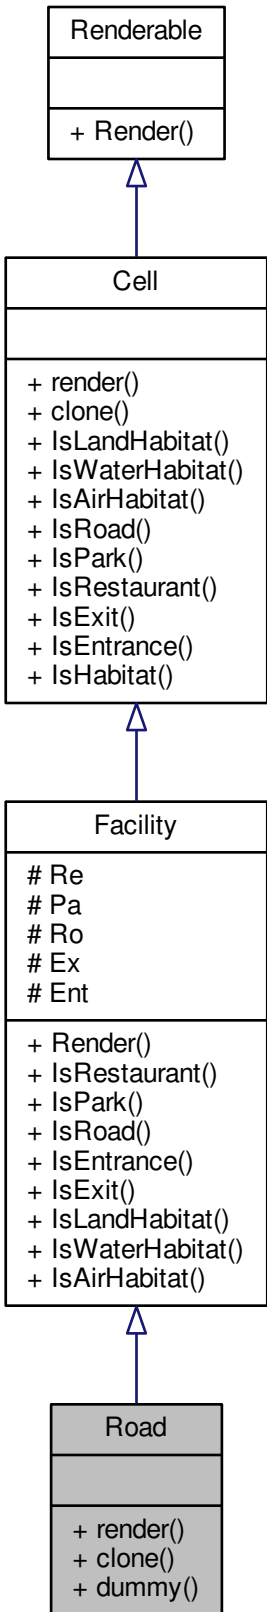 Renderable
+ Render()
Cell
+ render()
+ clone()
+ IsLandHabitat()
+ IsWaterHabitat()
+ IsAirHabitat()
+ IsRoad()
+ IsPark()
+ IsRestaurant()
+ IsExit()
+ IsEntrance()
+ IsHabitat()
Facility
# Re
# Pa
# Ro
# Ex
# Ent
+ Render()
+ IsRestaurant()
+ IsPark()
+ IsRoad()
+ IsEntrance()
+ IsExit()
+ IsLandHabitat()
+ IsWaterHabitat()
+ IsAirHabitat()
Road
+ render()
+ clone()
+ dummy()